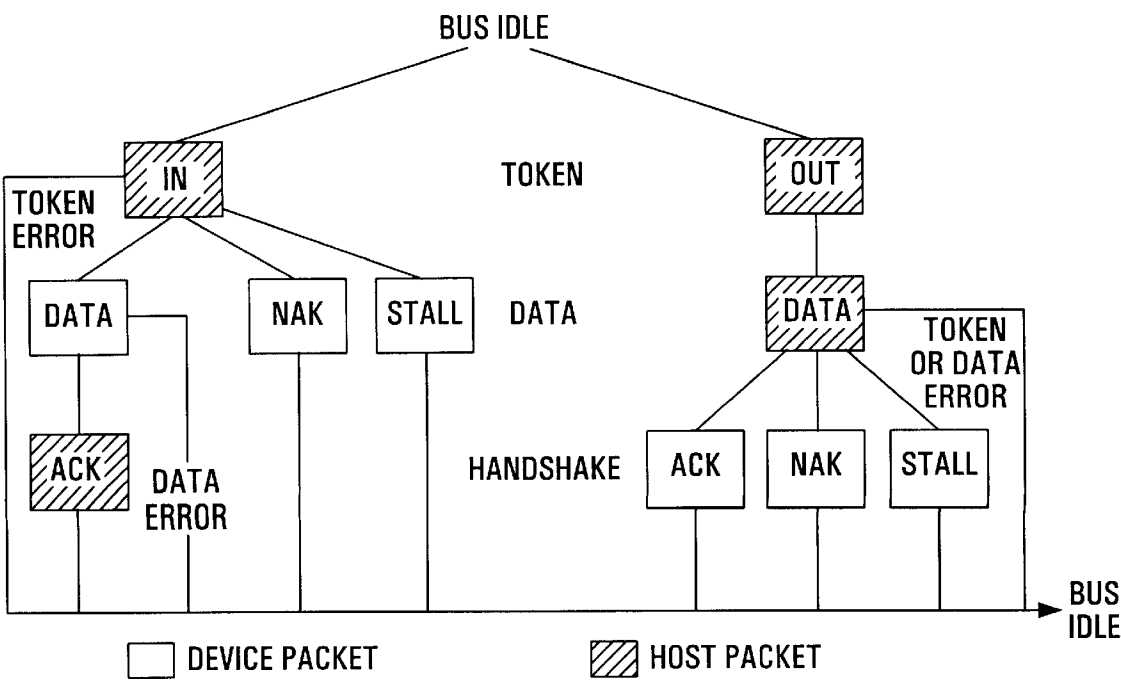 BUS IDLE
IN
TOKEN
OUT
TOKEN
ERROR
DATA
NAK
STALL
DATA
DATA
TOKEN
OR DATA
ERROR
ACK
DATA
ERROR
HANDSHAKE
ACK
NAK
STALL
BUS
IDLE
DEVICE PACKET
HOST PACKET